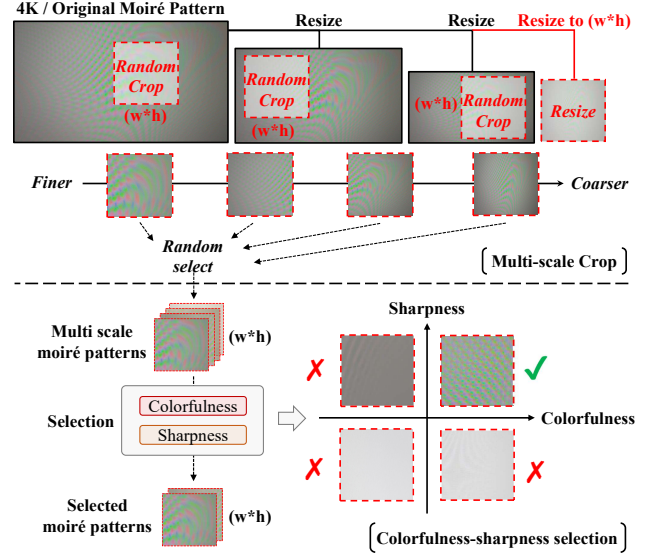 4K / Original Moiré Pattern
Resize
Resize
Resize to (w*h)
Random
Crop
(w*h)
Random
Crop
(w*h)
(w*h)
Random
Crop
Resize
Finer
Coarser
Random
select
Multi-scale Crop
Multi scale
moiré patterns
(w*h)
Selection
Colorfulness
Sharpness
Selected
moiré patterns
(w*h)
Sharpness
Colorfulness
Colorfulness-sharpness selection